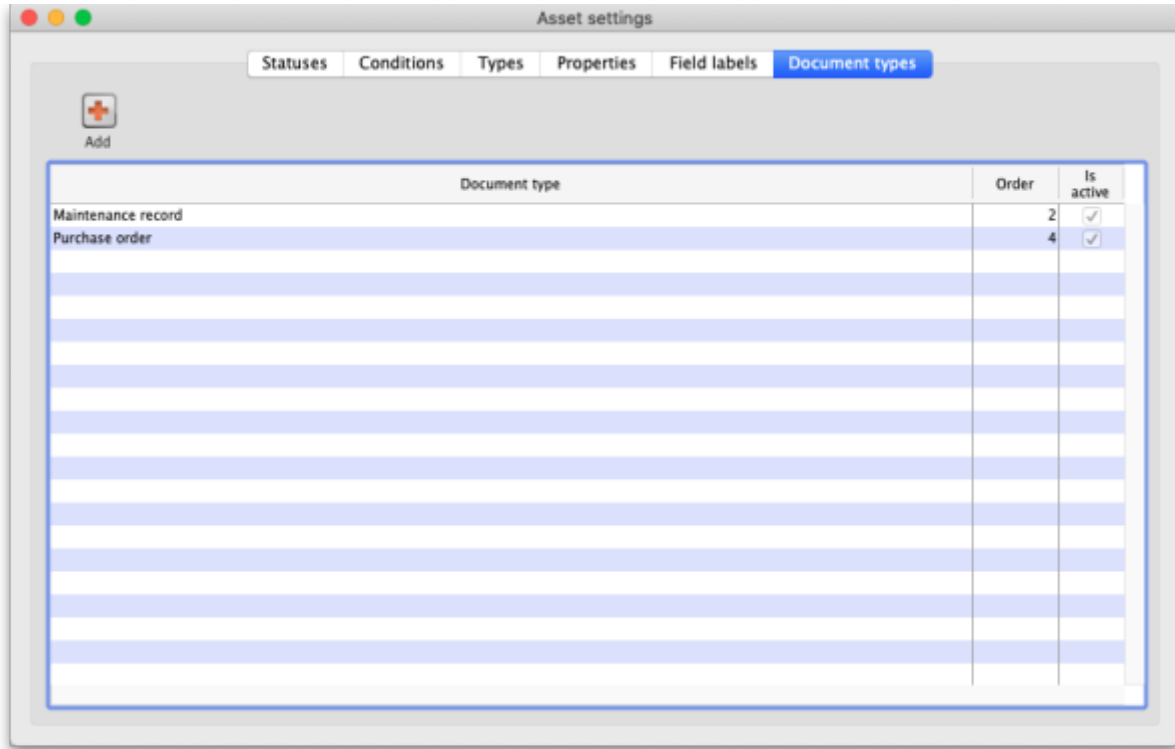 Asset settings
Statuses Conditions Types Properties Field labels Document types
Add
Document type Order Is active
Maintenance record 2
Purchase order 4